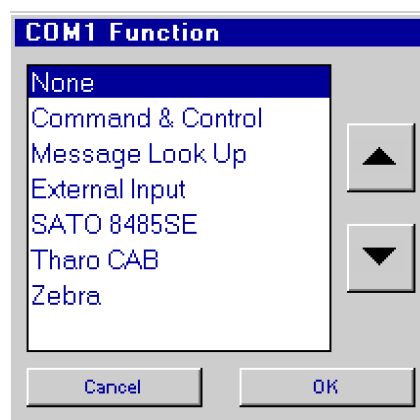 COM1 Function
None
Command & Control
Message Look Up
External Input
SATO 8485SE
Tharo CAB
Zebra
Cancel
OK